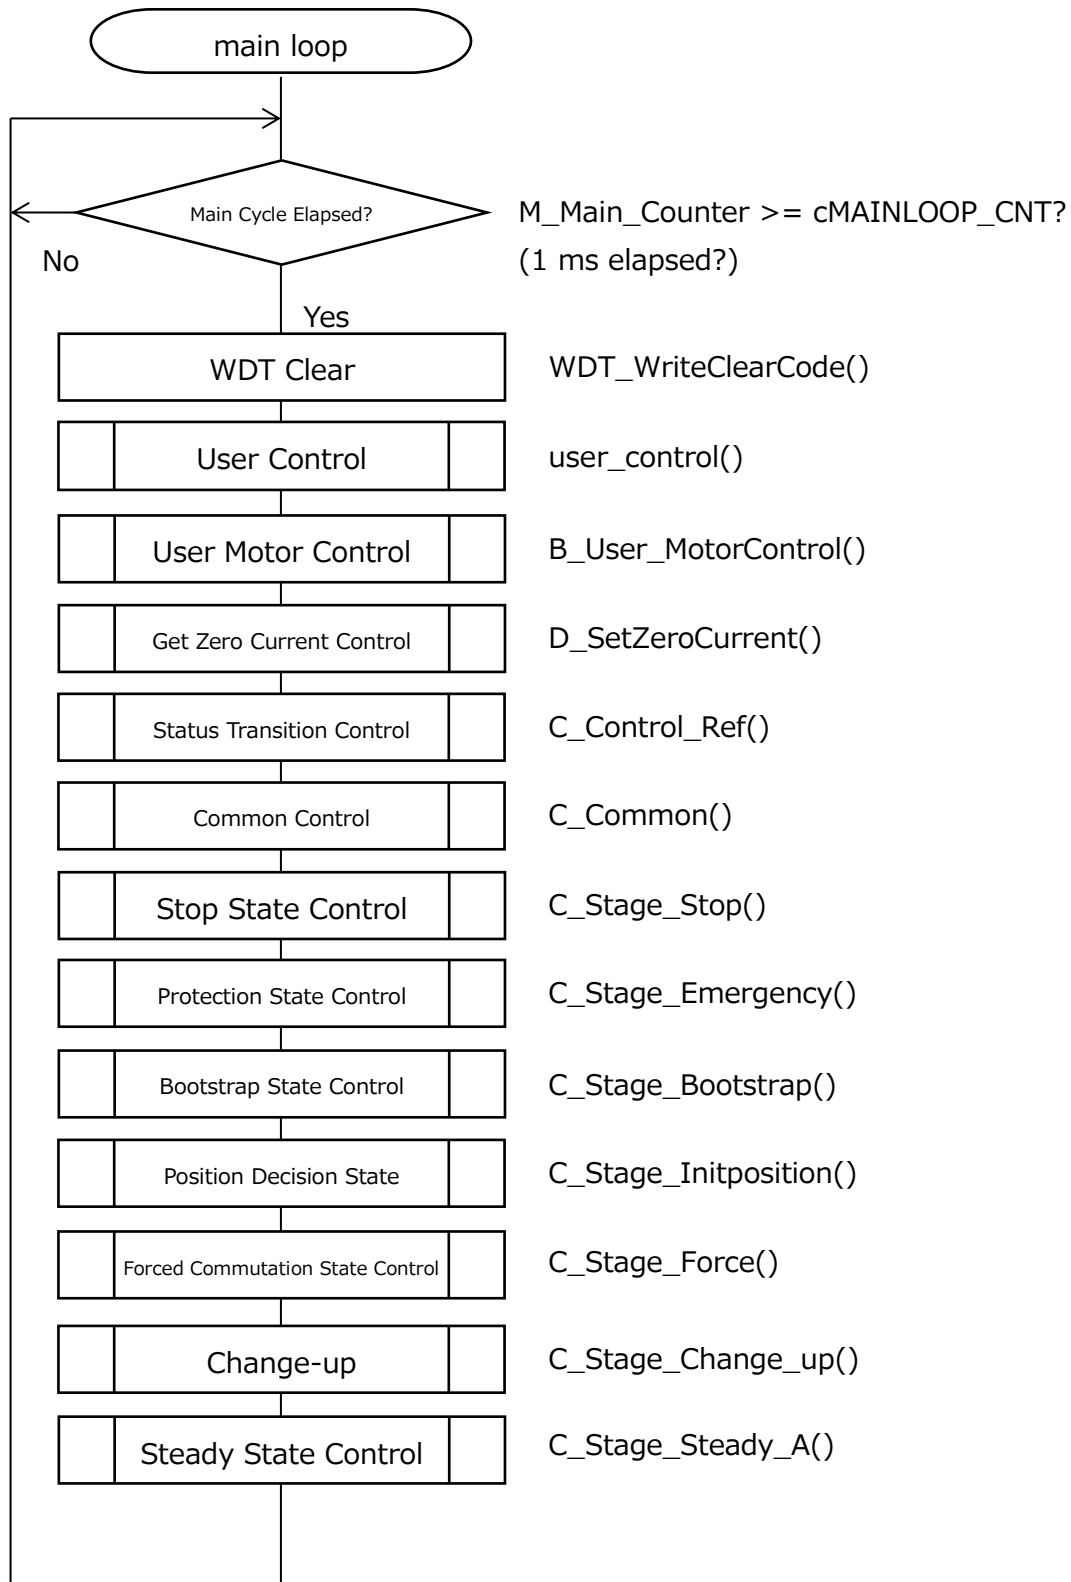 main loop
Main Cycle Elapsed?
M_Main_Counter >= cMAINLOOP_CNT?
(1 ms elapsed?)
No
Yes
WDT Clear
WDT_WriteClearCode()
User Control
user_control()
User Motor Control
B_User_MotorControl()
Get Zero Current Control
D_SetZeroCurrent()
Status Transition Control
C_Control_Ref()
Common Control
C_Common()
Stop State Control
C_Stage_Stop()
Protection State Control
C_Stage_Emergency()
Bootstrap State Control
C_Stage_Bootstrap()
Position Decision State
C_Stage_Initposition()
Forced Commutation State Control
C_Stage_Force()
Change-up
C_Stage_Change_up()
Steady State Control
C_Stage_Steady_A()